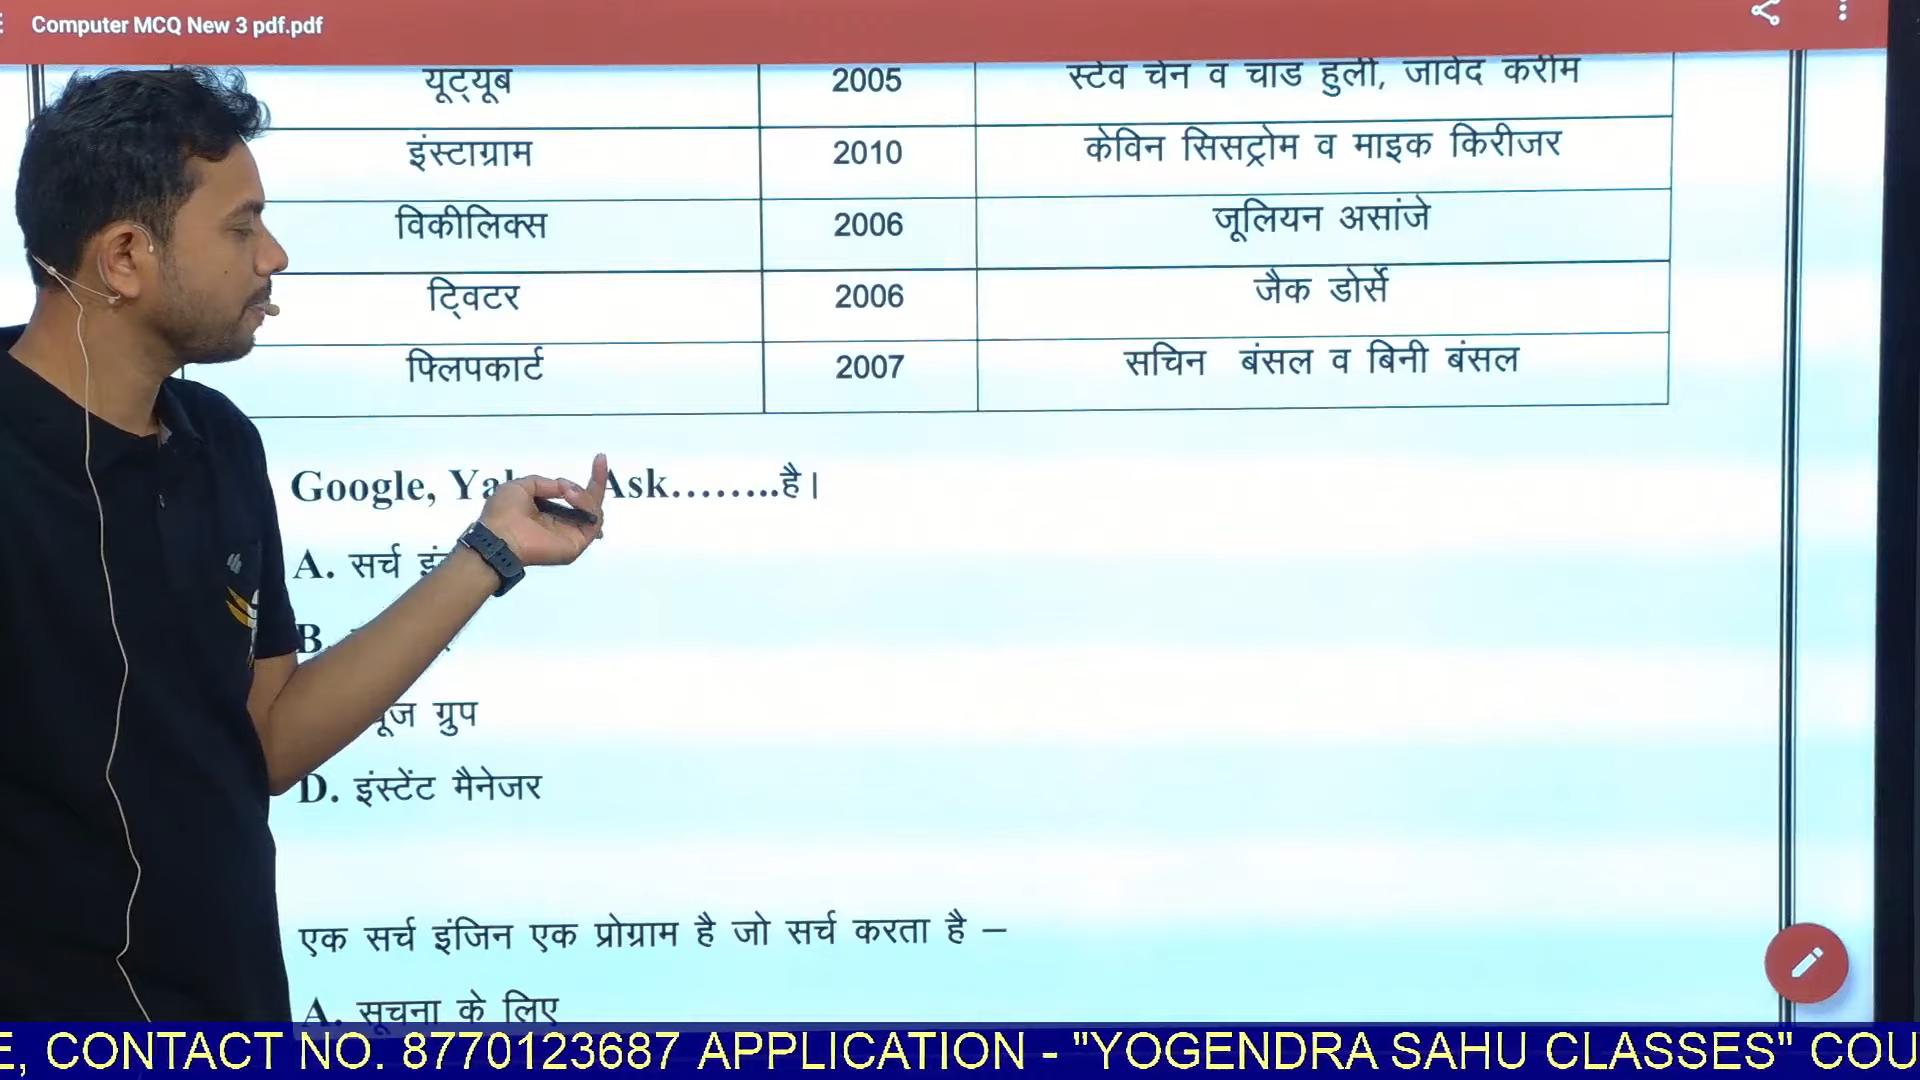 Computer MCQ New 3 pdf.pdf
यूट्यूब 2005 स्टेव चेन व चाड हुर्ली, जावेद करीम
इंस्टाग्राम 2010 केविन सिसट्रोम व माइक किरीजर
विकीलिक्स 2006 जूलियन असांजे
ट्विटर 2006 जैक डोर्से
फ्लिपकार्ट 2007 सचिन बंसल व बिनी बंसल
Google, Ask........है।
A. सर्च
B.
ग्रुप
D. इंस्टेंट मैनेजर
एक सर्च इंजिन एक प्रोग्राम है जो सर्च करता है –
A. सूचना के लिए
E, CONTACT NO. 8770123687 APPLICATION - "YOGENDRA SAHU CLASSES" COU